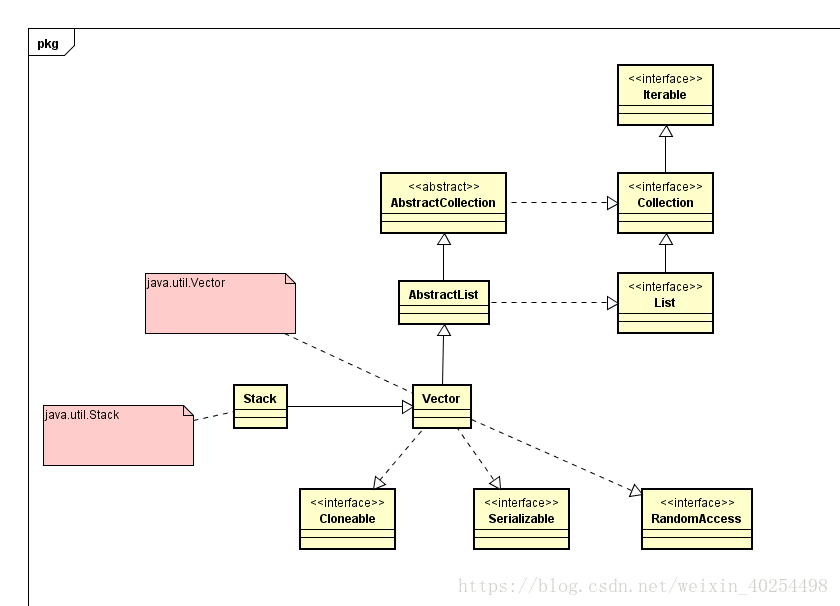 pkg
<<interface>>
Iterable
<<abstract>>
AbstractCollection
<<interface>>
Collection
java.util.Vector
AbstractList
<<interface>>
List
java.util.Stack
Stack
Vector
<<interface>>
Cloneable
<<interface>>
Serializable
<<interface>>
RandomAccess
https://blog.csdn.net/weixin_40254498